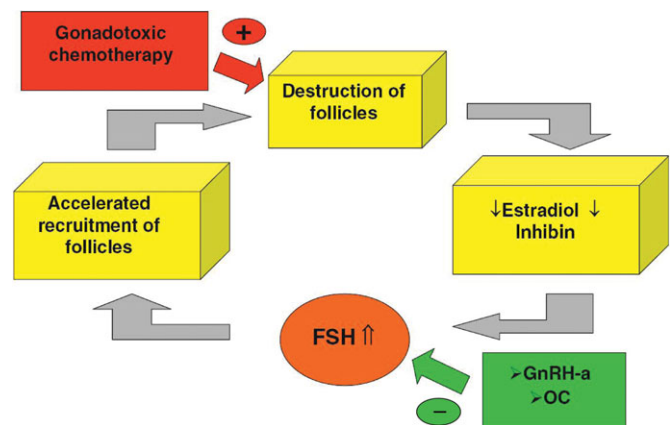 Gonadotoxic
chemotherapy
+
Destruction of
follicles
↓Estradiol ↓
Inhibin
Accelerated
recruitment of
follicles
FSH ⇑
➢GnRH-a
➢OC
−